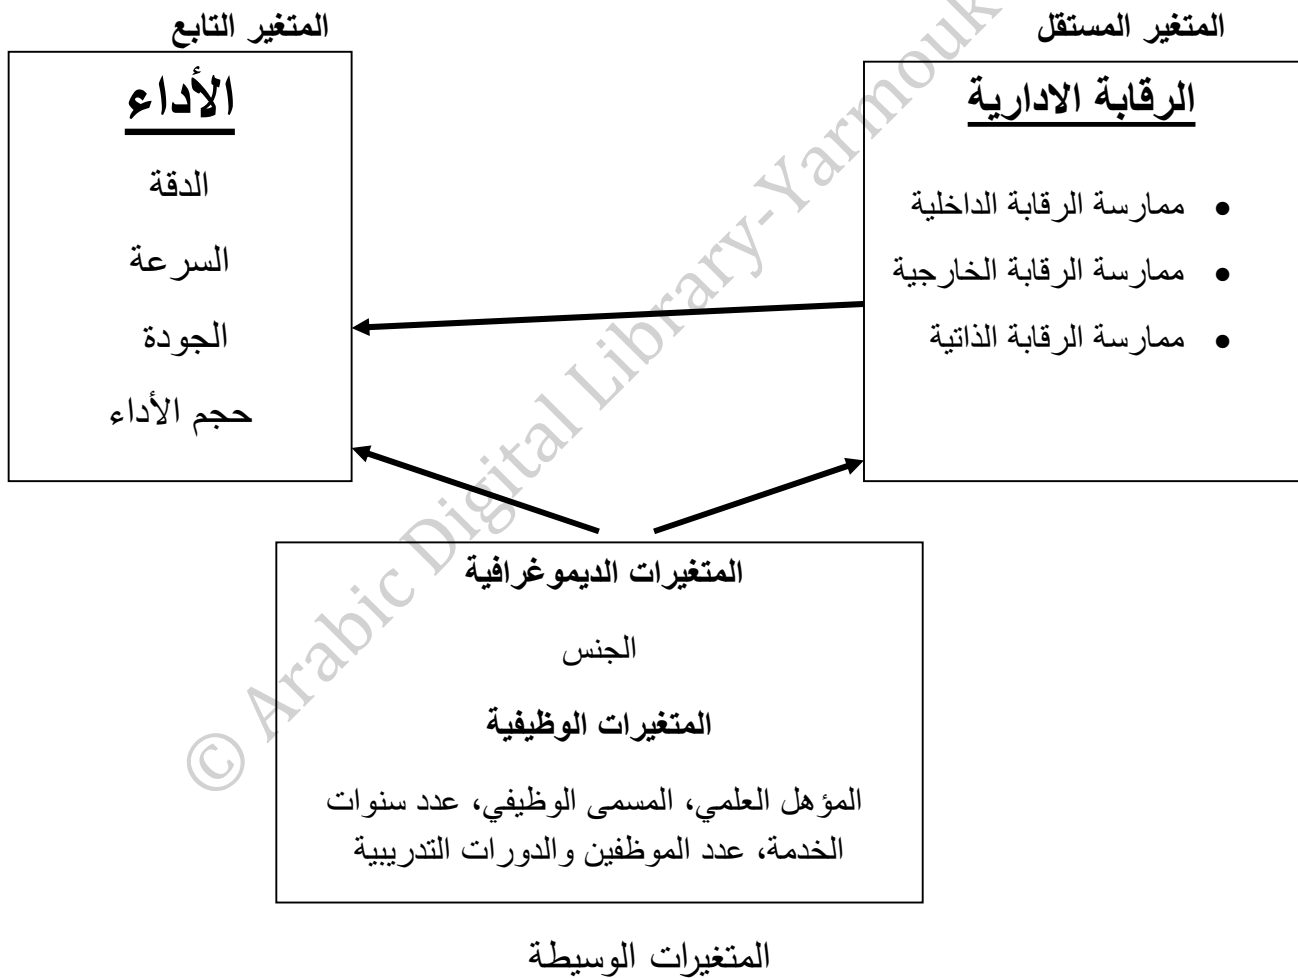 المتغير المستقل
الرقابة الادارية
• ممارسة الرقابة الداخلية
• ممارسة الرقابة الخارجية
• ممارسة الرقابة الذاتية
المتغير التابع
الأداء
الدقة
السرعة
الجودة
حجم الأداء
المتغيرات الديموغرافية
الجنس
المتغيرات الوظيفية
المؤهل العلمي، المسمى الوظيفي، عدد سنوات
الخدمة، عدد الموظفين والدورات التدريبية
المتغيرات الوسيطة
© Arabic Digital Library-Yarmouk